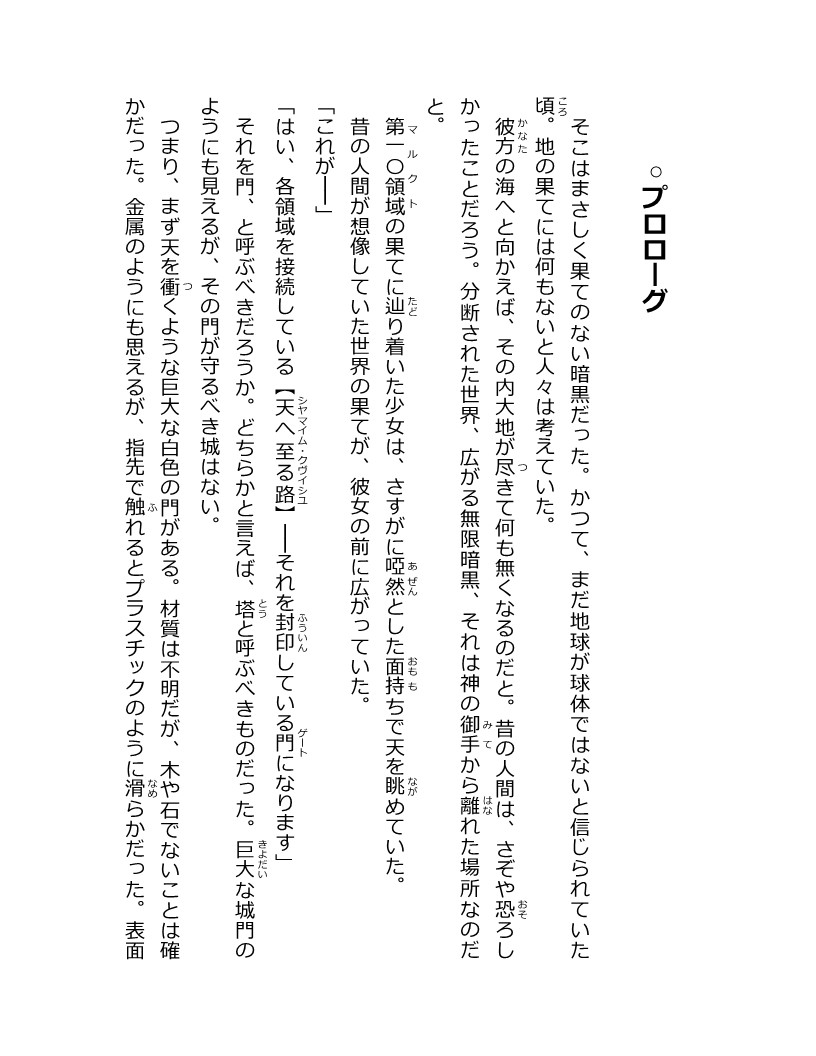 ○プロローグ
そこはまさしく果てのない暗黒だった。かつて、まだ地球が球体ではないと信じられていた
頃。地の果てには何もないと人々は考えていた。
彼方の海へと向かえば、その内大地が尽きて何も無くなるのだと。昔の人間は、さぞや恐ろし
かったことだろう。分断された世界、広がる無限暗黒、それは神の御手から離れた場所なのだ
と。
第一〇領域の果てに辿り着いた少女は、さすがに啞然とした面持ちで天を眺めていた。
昔の人間が想像していた世界の果てが、彼女の前に広がっていた。
「これが――」
「はい、各領域を接続している【天へ至る路】――それを封印している門になります」
それを門、と呼ぶべきだろうか。どちらかと言えば、塔と呼ぶべきものだった。巨大な城門の
ようにも見えるが、その門が守るべき城はない。
つまり、まず天を衝くような巨大な白色の門がある。材質は不明だが、木や石でないことは確
かだった。金属のようにも思えるが、指先で触れるとプラスチックのように滑らかだった。表面